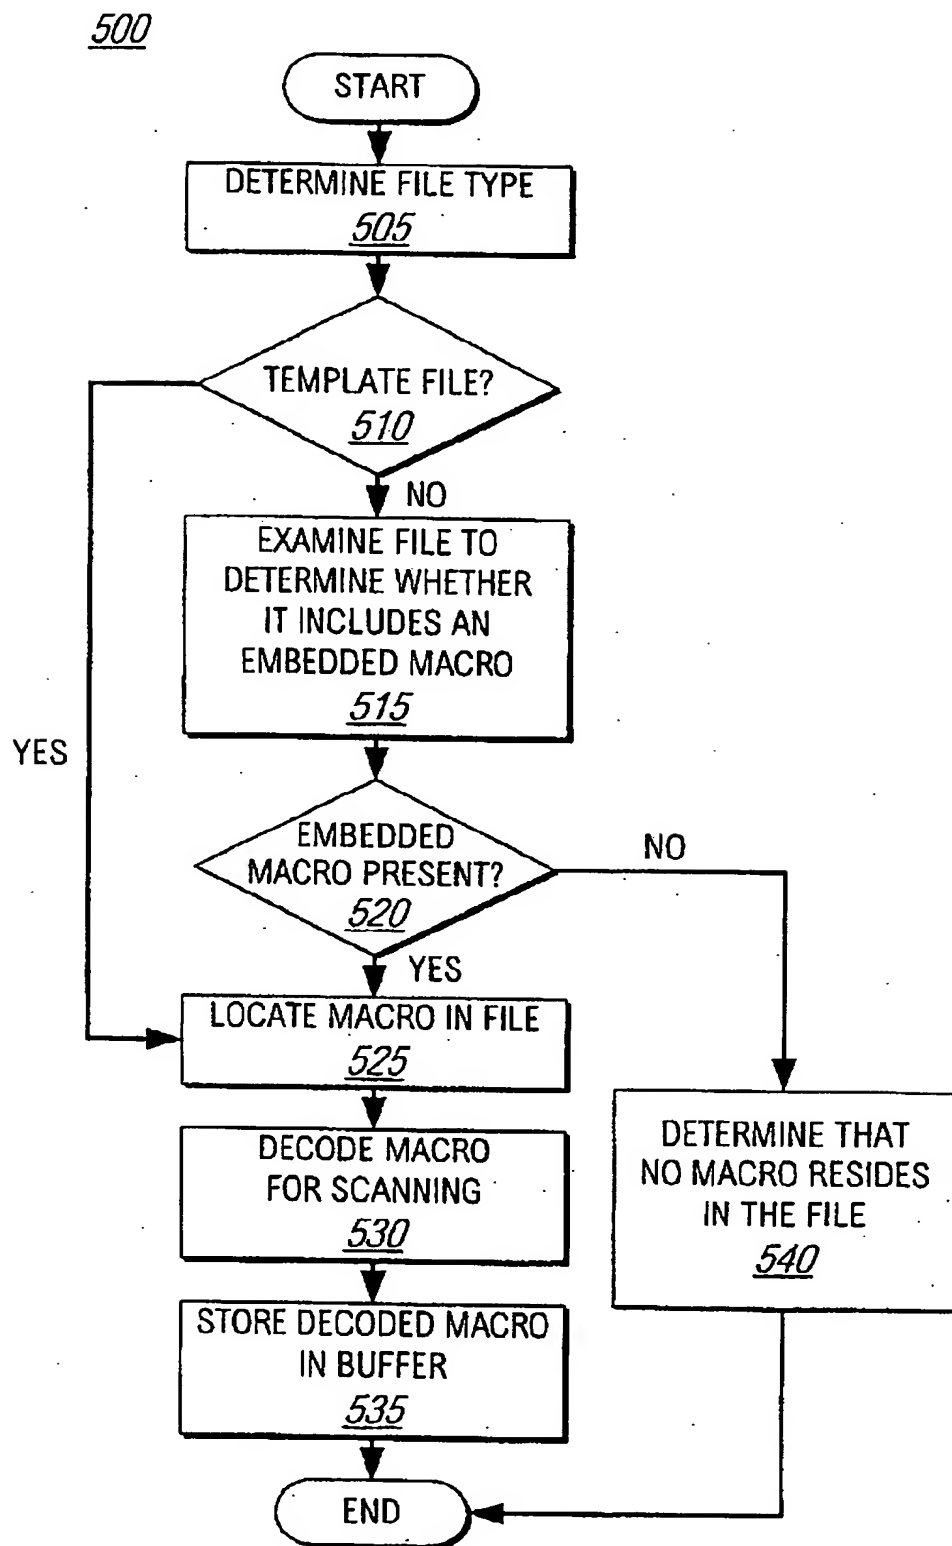 500
START
DETERMINE FILE TYPE
505
TEMPLATE FILE?
510
NO
EXAMINE FILE TO
DETERMINE WHETHER
IT INCLUDES AN
EMBEDDED MACRO
515
YES
EMBEDDED
MACRO PRESENT?
520
NO
YES
LOCATE MACRO IN FILE
525
DECODE MACRO
FOR SCANNING
530
DETERMINE THAT
NO MACRO RESIDES
IN THE FILE
540
STORE DECODED MACRO
IN BUFFER
535
END